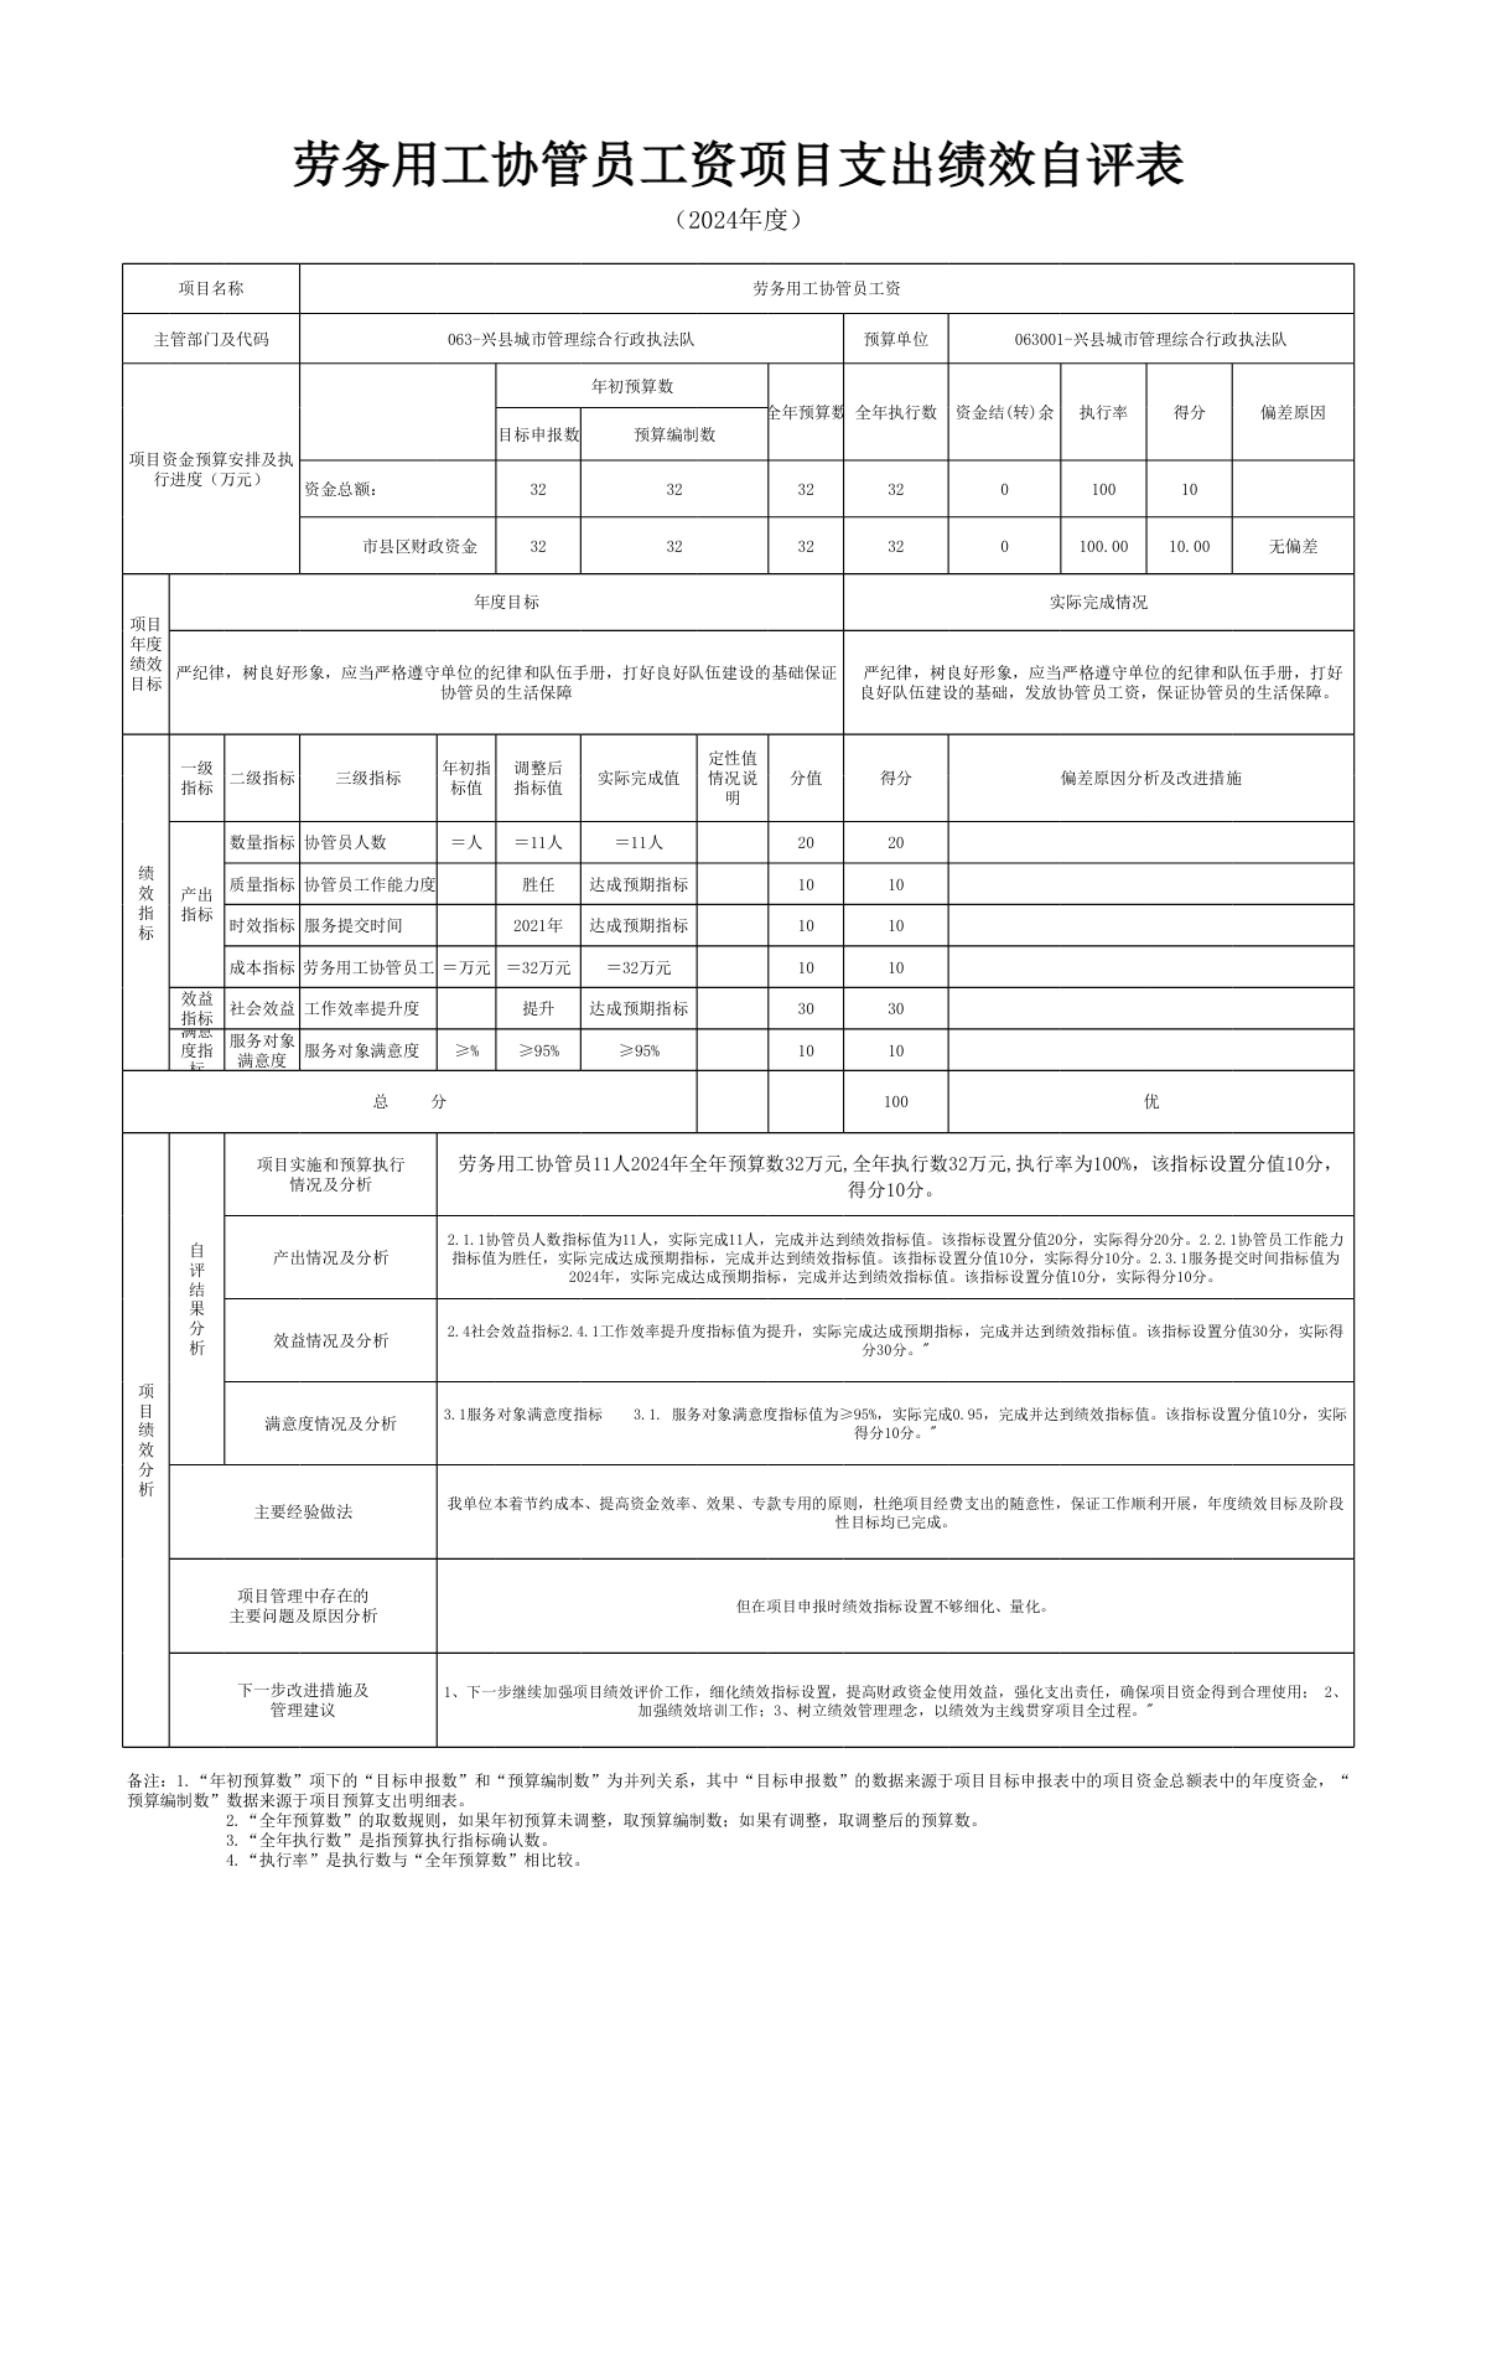 劳务用工协管员工资项目支出绩效自评表
（2024年度）
项目名称
劳务用工协管员工资
主管部门及代码
063-兴县城市管理综合行政执法队
预算单位
063001-兴县城市管理综合行政执法队
项目资金预算安排及执
行进度（万元）
年初预算数
目标申报数
预算编制数
全年预算数
全年执行数
资金结(转)余
执行率
得分
偏差原因
资金总额：
32
32
32
32
0
100
10
市县区财政资金
32
32
32
32
0
100.00
10.00
无偏差
项目
年度
绩效
目标
年度目标
实际完成情况
严纪律，树良好形象，应当严格遵守单位的纪律和队伍手册，打好良好队伍建设的基础保证
协管员的生活保障
严纪律，树良好形象，应当严格遵守单位的纪律和队伍手册，打好
良好队伍建设的基础，发放协管员工资，保证协管员的生活保障。
绩
效
指
标
一级
指标
二级指标
三级指标
年初指
标值
调整后
指标值
实际完成值
定性值
情况说
明
分值
得分
偏差原因分析及改进措施
产出
指标
数量指标
协管员人数
＝人
＝11人
＝11人
20
20
质量指标
协管员工作能力度
胜任
达成预期指标
10
10
时效指标
服务提交时间
2021年
达成预期指标
10
10
成本指标
劳务用工协管员工
＝万元
＝32万元
＝32万元
10
10
效益
指标
社会效益
工作效率提升度
提升
达成预期指标
30
30
满意
度指
标
服务对象
满意度
服务对象满意度
≥%
≥95%
≥95%
10
10
总 分
100
优
项
目
绩
效
分
析
自
评
结
果
分
析
项目实施和预算执行
情况及分析
劳务用工协管员11人2024年全年预算数32万元,全年执行数32万元,执行率为100%，该指标设置分值10分，
得分10分。
产出情况及分析
2.1.1协管员人数指标值为11人，实际完成11人，完成并达到绩效指标值。该指标设置分值20分，实际得分20分。2.2.1协管员工作能力
指标值为胜任，实际完成达成预期指标，完成并达到绩效指标值。该指标设置分值10分，实际得分10分。2.3.1服务提交时间指标值为
2024年，实际完成达成预期指标，完成并达到绩效指标值。该指标设置分值10分，实际得分10分。
效益情况及分析
2.4社会效益指标2.4.1工作效率提升度指标值为提升，实际完成达成预期指标，完成并达到绩效指标值。该指标设置分值30分，实际得
分30分。"
满意度情况及分析
3.1服务对象满意度指标 3.1. 服务对象满意度指标值为≥95%，实际完成0.95，完成并达到绩效指标值。该指标设置分值10分，实际
得分10分。"
主要经验做法
我单位本着节约成本、提高资金效率、效果、专款专用的原则，杜绝项目经费支出的随意性，保证工作顺利开展，年度绩效目标及阶段
性目标均已完成。
项目管理中存在的
主要问题及原因分析
但在项目申报时绩效指标设置不够细化、量化。
下一步改进措施及
管理建议
1、下一步继续加强项目绩效评价工作，细化绩效指标设置，提高财政资金使用效益，强化支出责任，确保项目资金得到合理使用； 2、
加强绩效培训工作；3、树立绩效管理理念，以绩效为主线贯穿项目全过程。"
备注：1.“年初预算数”项下的“目标申报数”和“预算编制数”为并列关系，其中“目标申报数”的数据来源于项目目标申报表中的项目资金总额表中的年度资金，“
预算编制数”数据来源于项目预算支出明细表。
2.“全年预算数”的取数规则，如果年初预算未调整，取预算编制数；如果有调整，取调整后的预算数。
3.“全年执行数”是指预算执行指标确认数。
4.“执行率”是执行数与“全年预算数”相比较。